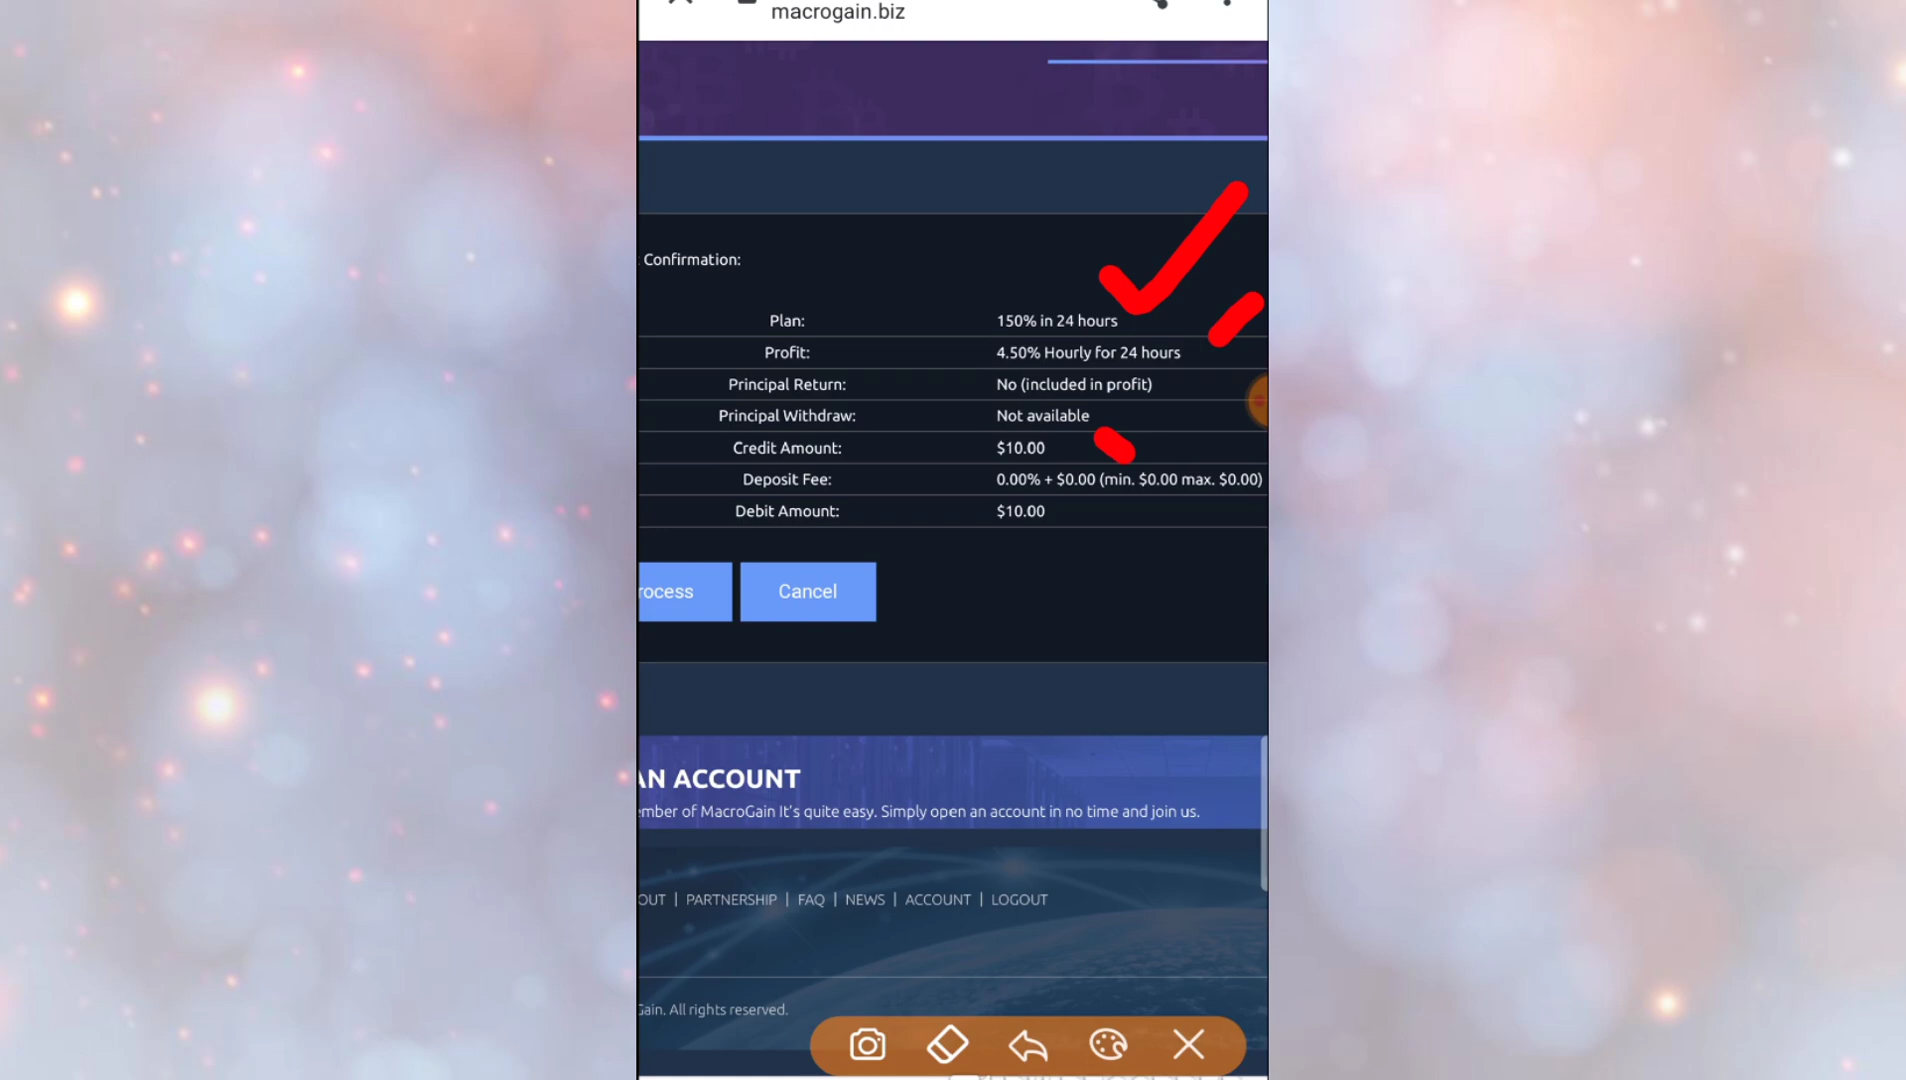 macrogain.biz
Confirmation:
Plan: 150% in 24 hours
Profit: 4.50% Hourly for 24 hours
Principal Return: No (included in profit)
Principal Withdraw: Not available
Credit Amount: $10.00
Deposit Fee: 0.00% + $0.00 (min. $0.00 max. $0.00)
Debit Amount: $10.00
rocess Cancel
AN ACCOUNT
ember of MacroGain It's quite easy. Simply open an account in no time and join us.
OUT | PARTNERSHIP | FAQ | NEWS | ACCOUNT | LOGOUT
Gain. All rights reserved.